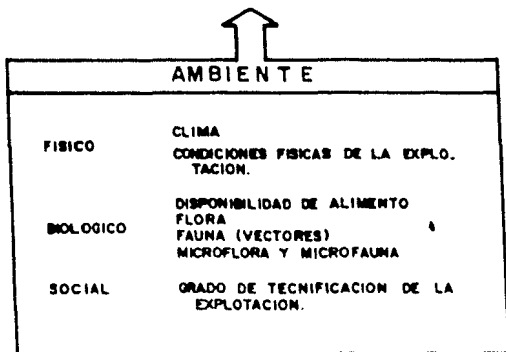 AMBIENTE
FISICO
CLIMA
CONDICIONES FISICAS DE LA EXPLO-
TACION.
BIOLOGICO
DISPONIBILIDAD DE ALIMENTO
FLORA
FAUNA (VECTORES)
MICROFLORA Y MICROFAUNA
SOCIAL
GRADO DE TECNIFICACION DE LA
EXPLOTACION.